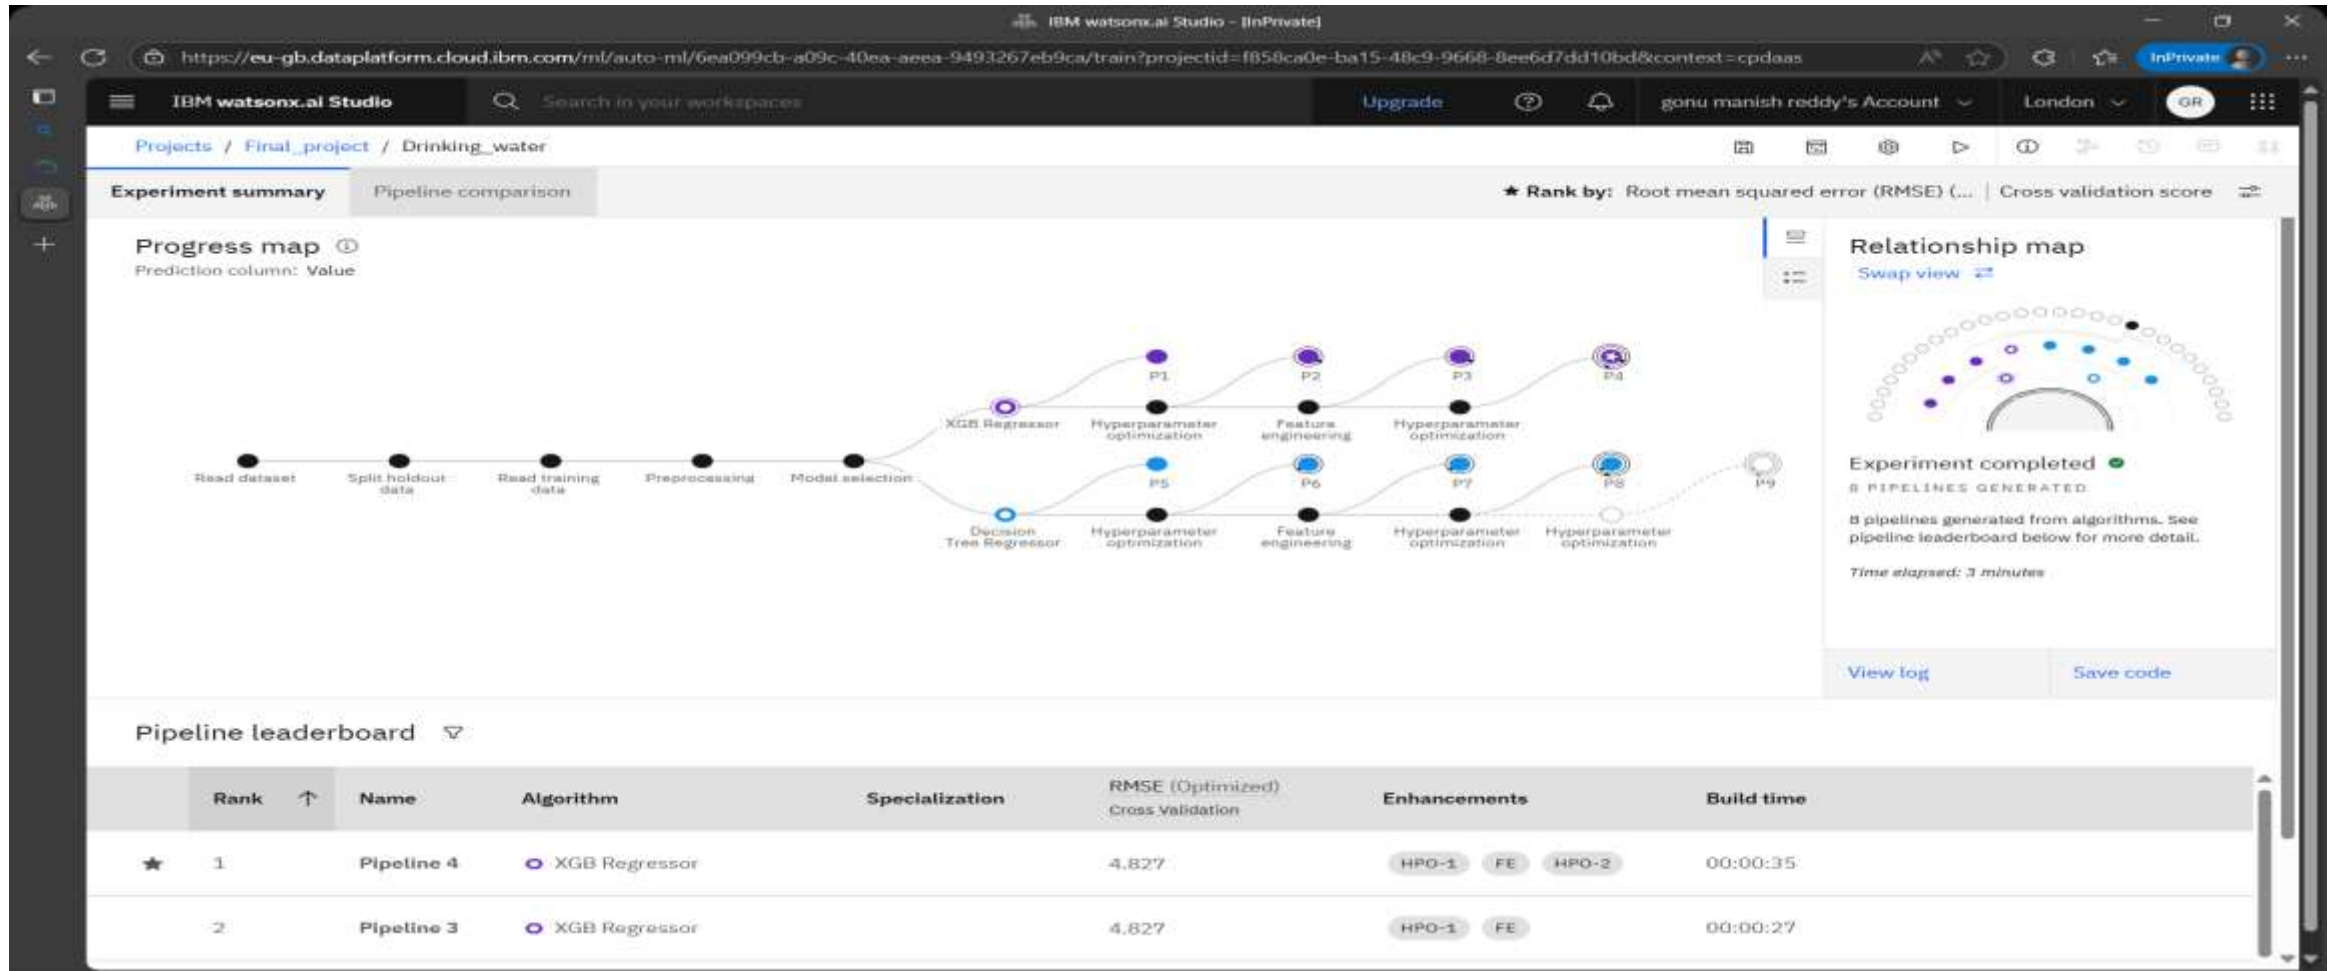 IBM watsonx.ai Studio - [InPrivate]
https://eu-gb.dataplatform.cloud.ibm.com/ml/auto-ml/6ea099cb-a09c-40ea-aeea-9493267eb9ca/train?projectid=f858ca0e-ba15-48c9-9668-8ee6d7dd10bd&context=cpdaas
InPrivate
IBM watsonx.ai Studio
Search in your workspaces
Upgrade
gonu manish reddy's Account
London
GR
Projects / Final_project / Drinking_water
Experiment summary
Pipeline comparison
★ Rank by: Root mean squared error (RMSE) (... | Cross validation score
Progress map
Prediction column: Value
Relationship map
Swap view
P1
P2
P3
P4
XGB Regressor
Hyperparameter optimization
Feature engineering
Hyperparameter optimization
Read dataset
Split holdout data
Read training data
Preprocessing
Model selection
P5
P6
P7
P8
P9
Decision Tree Regressor
Hyperparameter optimization
Feature engineering
Hyperparameter optimization
Hyperparameter optimization
Experiment completed
8 PIPELINES GENERATED
8 pipelines generated from algorithms. See
pipeline leaderboard below for more detail.
Time elapsed: 3 minutes
View log
Save code
Pipeline leaderboard
Rank ↑ Name Algorithm Specialization RMSE (Optimized) Cross Validation Enhancements Build time
★ 1 Pipeline 4 XGB Regressor 4.827 HPO-1 FE HPO-2 00:00:35
2 Pipeline 3 XGB Regressor 4.827 HPO-1 FE 00:00:27